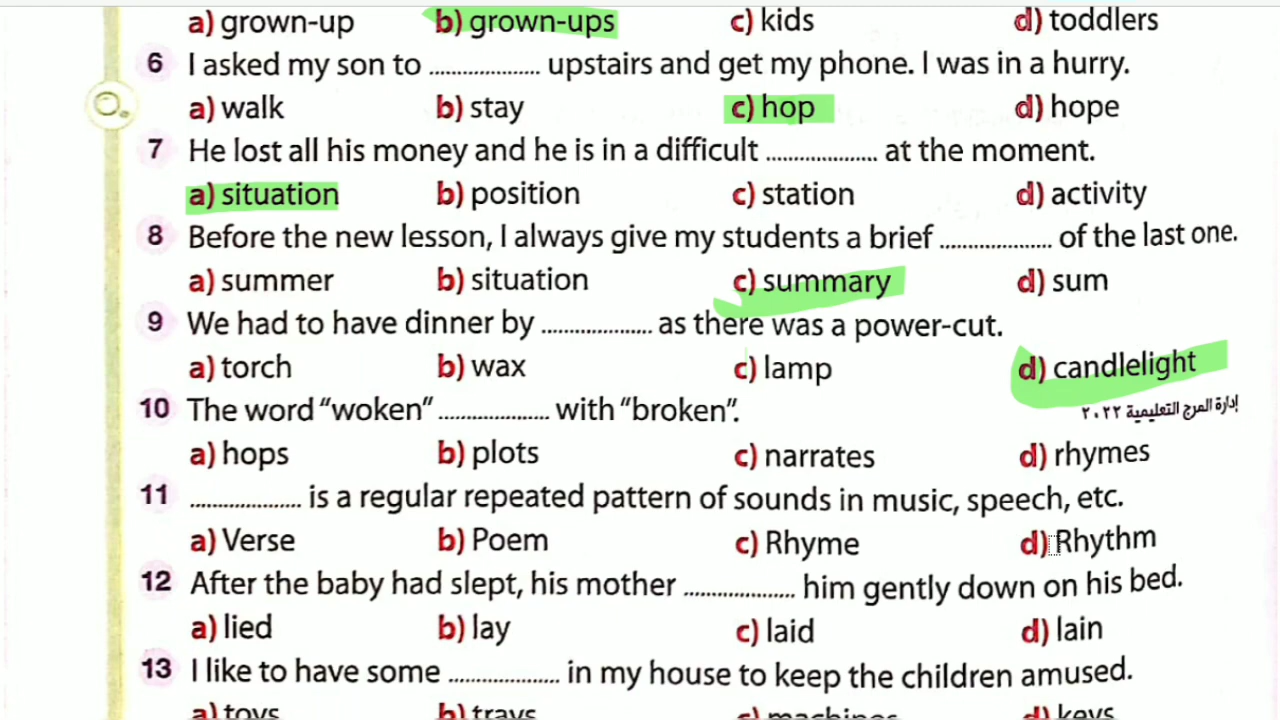 a) grown-up b) grown-ups c) kids d) toddlers
6 I asked my son to .................... upstairs and get my phone. I was in a hurry.
a) walk b) stay c) hop d) hope
7 He lost all his money and he is in a difficult .................... at the moment.
a) situation b) position c) station d) activity
8 Before the new lesson, I always give my students a brief .................... of the last one.
a) summer b) situation c) summary d) sum
9 We had to have dinner by .................... as there was a power-cut.
a) torch b) wax c) lamp d) candlelight
10 The word “woken” .................... with “broken”.
إدارة المرج التعليمية ٢٠٢٢
a) hops b) plots c) narrates d) rhymes
11 .................... is a regular repeated pattern of sounds in music, speech, etc.
a) Verse b) Poem c) Rhyme d) Rhythm
12 After the baby had slept, his mother .................... him gently down on his bed.
a) lied b) lay c) laid d) lain
13 I like to have some .................... in my house to keep the children amused.
a) toys b) trays c) machines d) keys